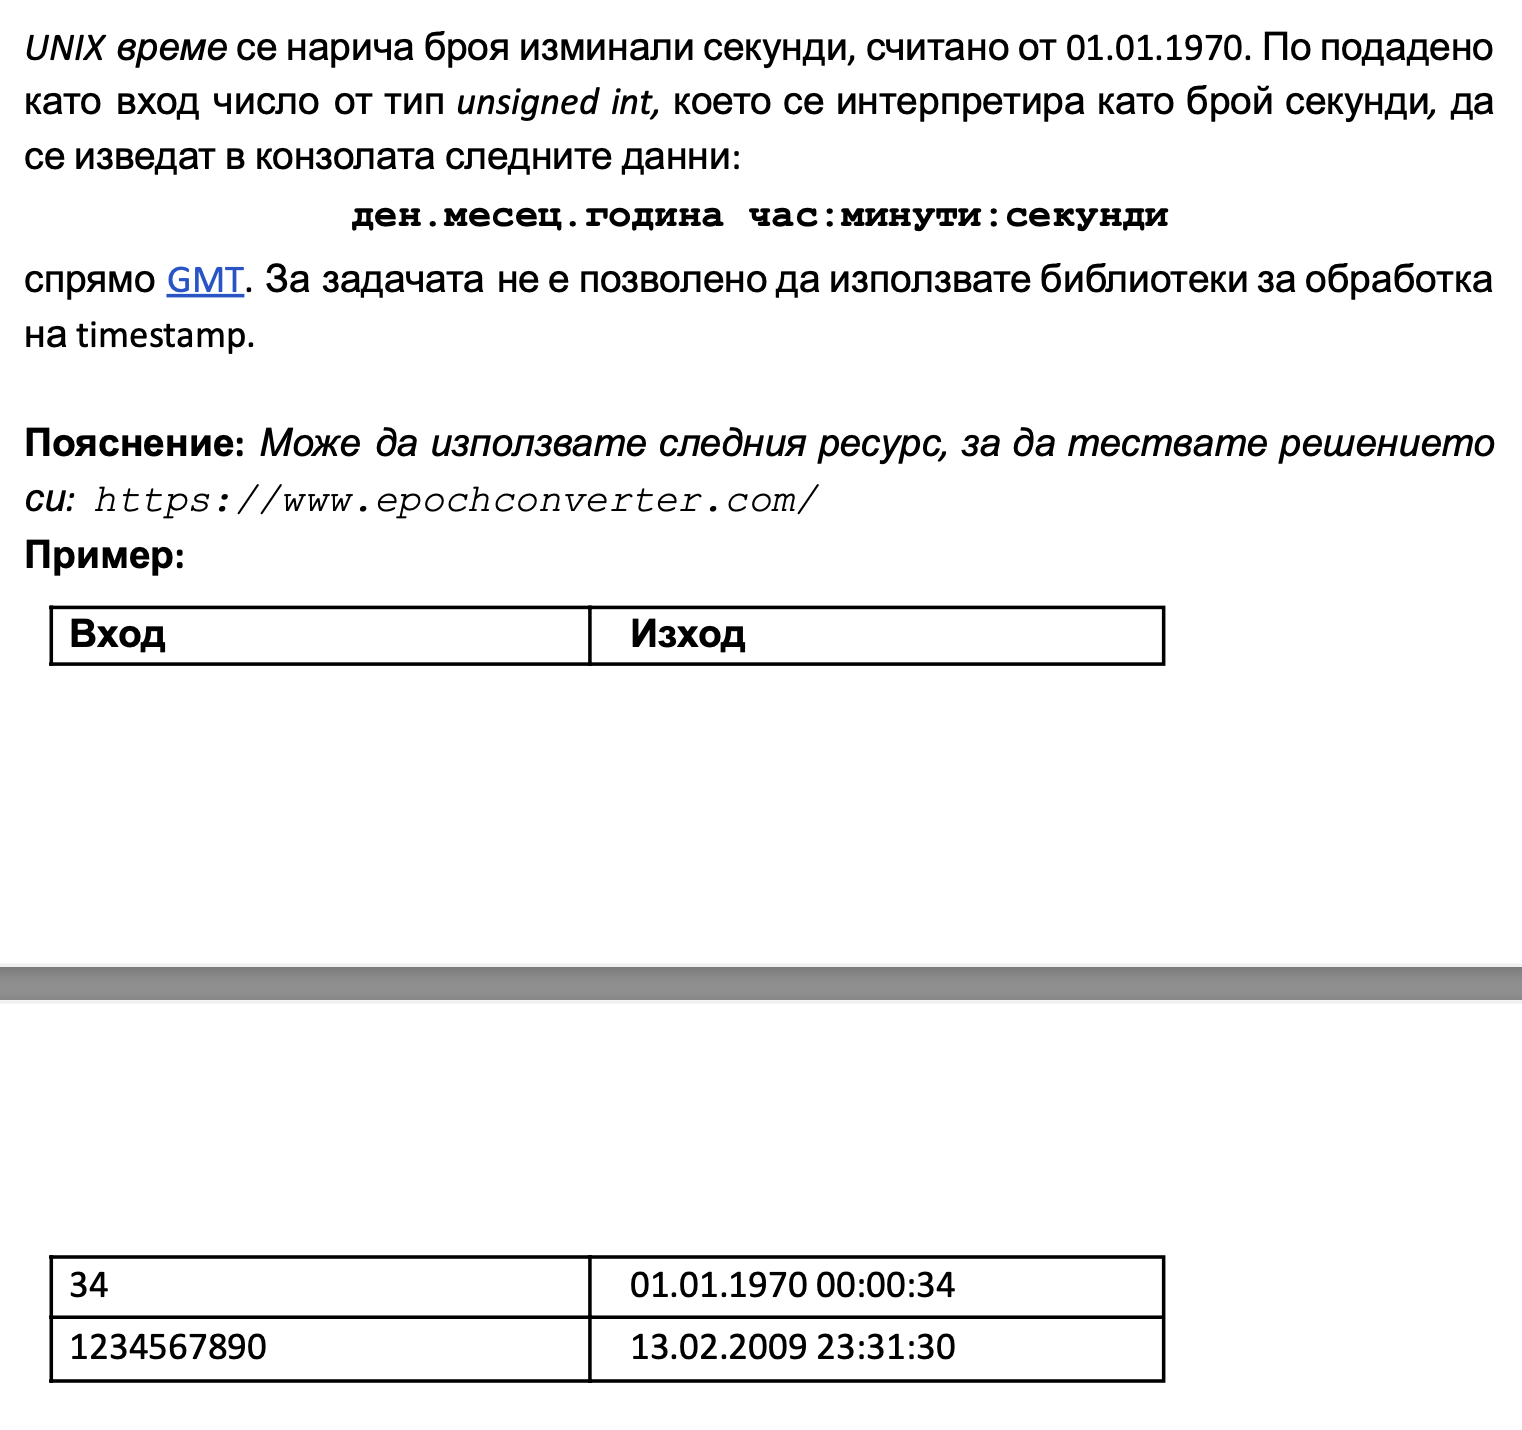 UNIX време се нарича броя изминали секунди, считано от 01.01.1970. По подадено
като вход число от тип unsigned int, което се интерпретира като брой секунди, да
се изведат в конзолата следните данни:
ден.месец.година час:минути:секунди
спрямо GMT. За задачата не е позволено да използвате библиотеки за обработка
на timestamp.
Пояснение: Може да използвате следния ресурс, за да тествате решението
си: https://www.epochconverter.com/
Пример:
Вход Изход
34 01.01.1970 00:00:34
1234567890 13.02.2009 23:31:30